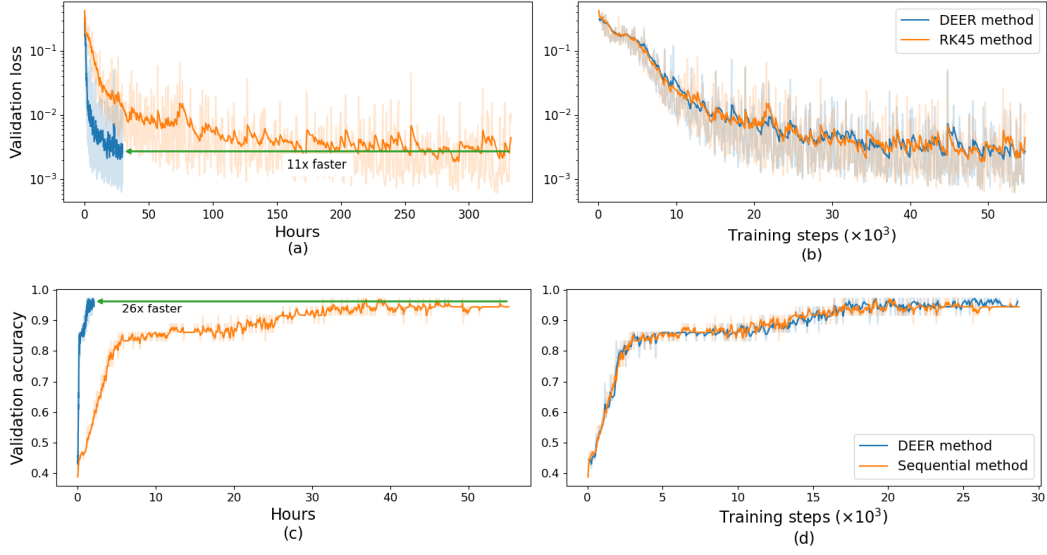 Validation loss
10⁻¹
10⁻²
10⁻³
11x faster
0 50 100 150 200 250 300
Hours
(a)
DEER method
RK45 method
10⁻¹
10⁻²
10⁻³
0 10 20 30 40 50
Training steps (×10³)
(b)
Validation accuracy
1.0
0.9
0.8
0.7
0.6
0.5
0.4
26x faster
0 10 20 30 40 50
Hours
(c)
1.0
0.9
0.8
0.7
0.6
0.5
0.4
DEER method
Sequential method
0 5 10 15 20 25 30
Training steps (×10³)
(d)